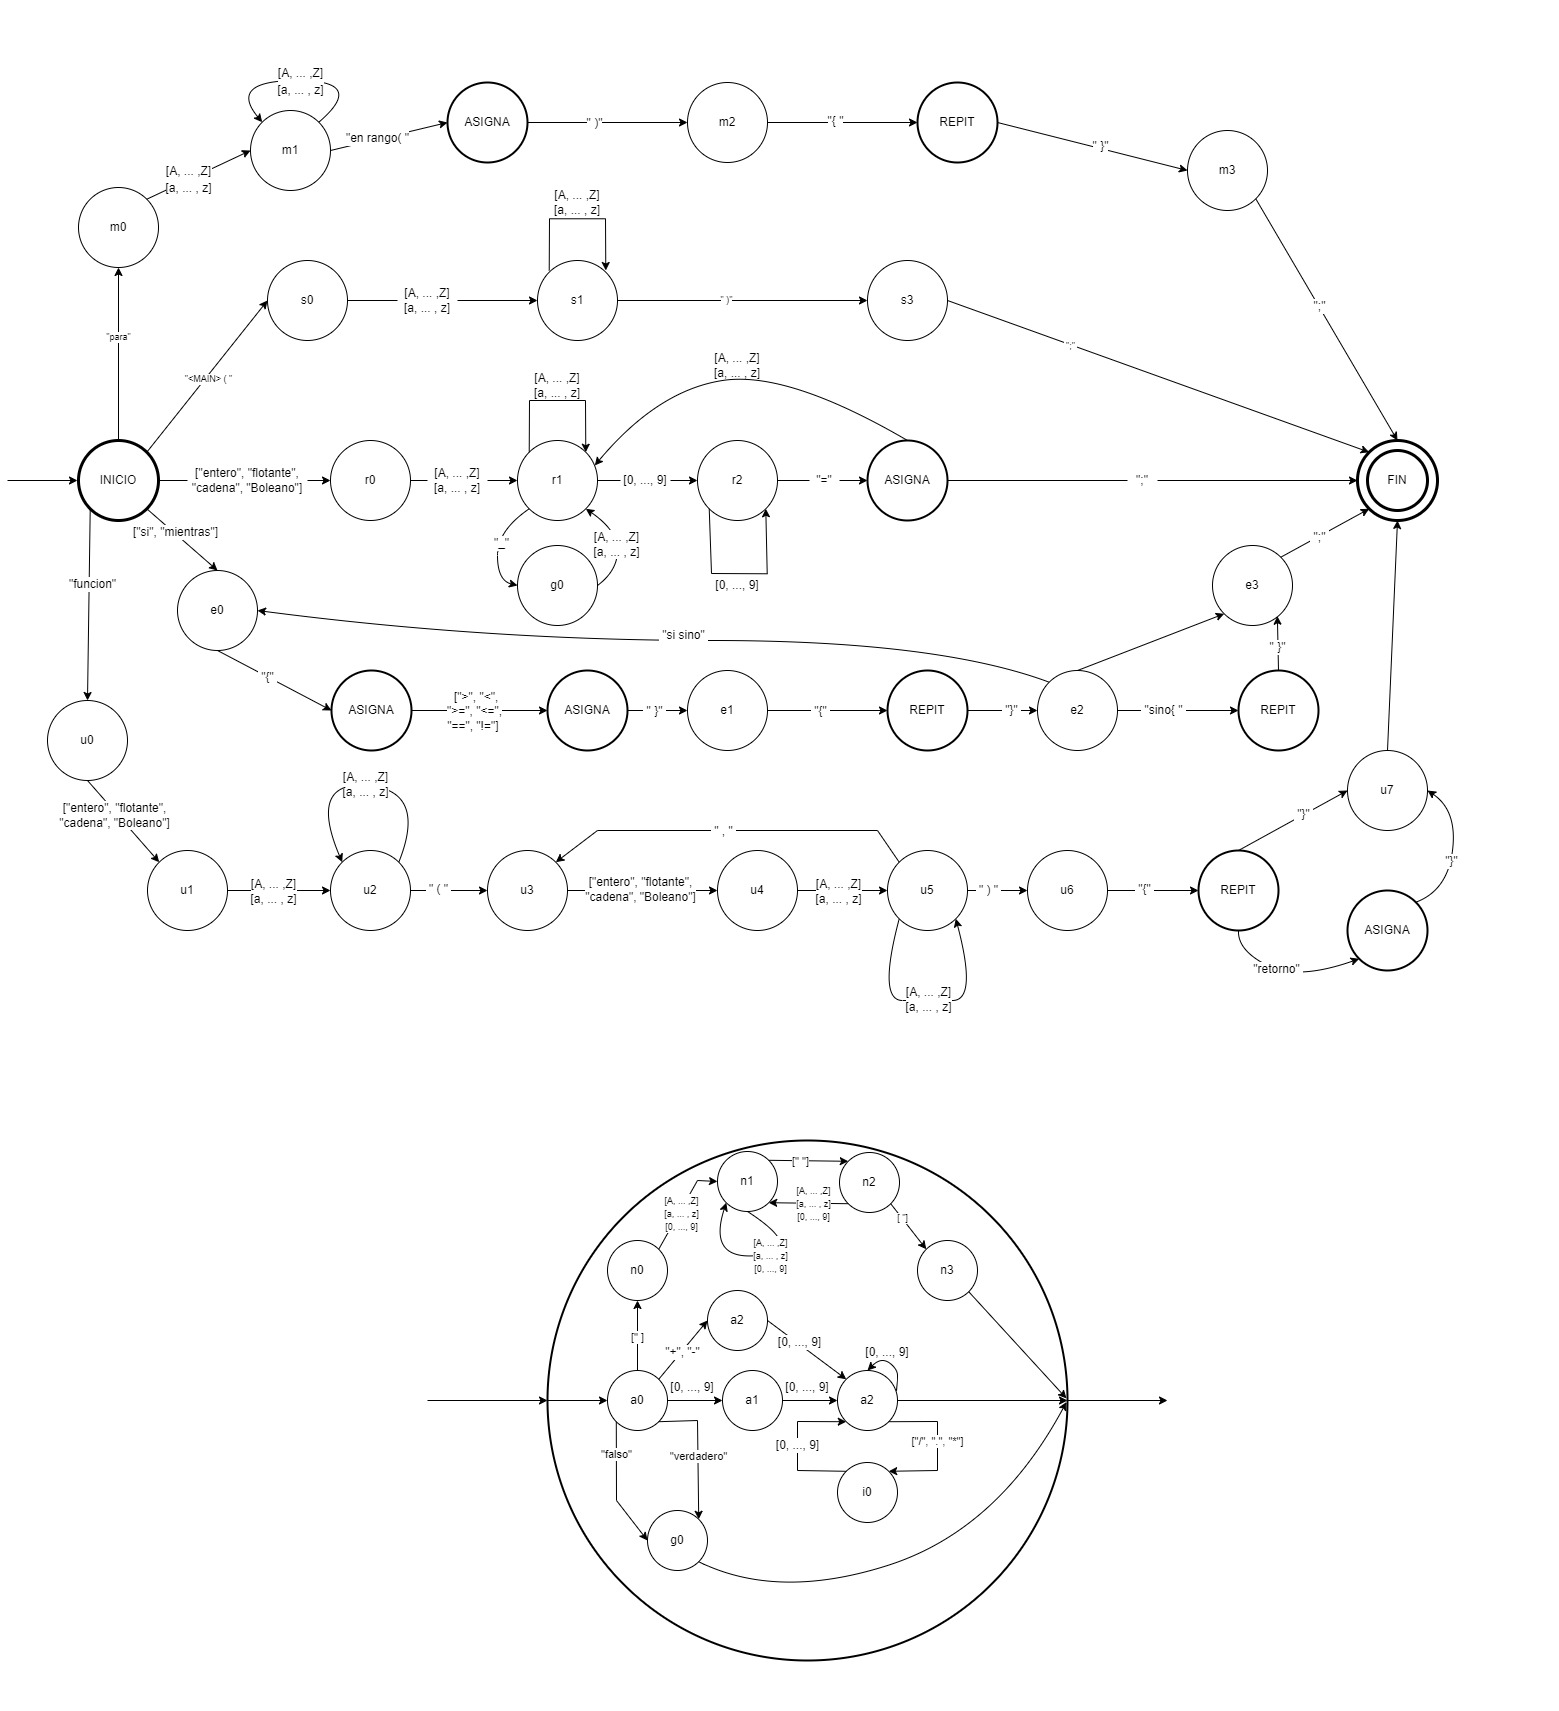 [A, ... ,Z]
[a, ... , z]
m1
"en rango( "
ASIGNA
" )"
m2
"{ "
REPIT
" }"
m3
[A, ... ,Z]
[a, ... , z]
m0
"para"
";"
[A, ... ,Z]
[a, ... , z]
s0
[A, ... ,Z]
[a, ... , z]
s1
" )"
s3
";"
"<MAIN> ( "
[A, ... ,Z]
[a, ... , z]
[A, ... ,Z]
[a, ... , z]
INICIO
["entero", "flotante",
"cadena", "Boleano"]
r0
[A, ... ,Z]
[a, ... , z]
r1
[0, ..., 9]
r2
"="
ASIGNA
";"
FIN
"_"
[A, ... ,Z]
[a, ... , z]
g0
[0, ..., 9]
["si", "mientras"]
"funcion"
e0
"si sino"
e3
";"
"{"
ASIGNA
[">", "<",
">=", "<=",
"==", "!="]
ASIGNA
" }"
e1
"{"
REPIT
"}"
e2
"sino{ "
REPIT
" }"
u0
["entero", "flotante",
"cadena", "Boleano"]
u1
[A, ... ,Z]
[a, ... , z]
u2
[A, ... ,Z]
[a, ... , z]
" ( "
u3
["entero", "flotante",
"cadena", "Boleano"]
u4
[A, ... ,Z]
[a, ... , z]
u5
" , "
[A, ... ,Z]
[a, ... , z]
" ) "
u6
"{"
REPIT
"}"
u7
"retorno"
ASIGNA
"}"
n1
[" "]
n2
[A, ... ,Z]
[a, ... , z]
[0, ..., 9]
[A, ... ,Z]
[a, ... , z]
[0, ..., 9]
[A, ... ,Z]
[a, ... , z]
[0, ..., 9]
[ "]
n0
n3
[" ]
"+", "-"
a2
[0, ..., 9]
a0
[0, ..., 9]
a1
[0, ..., 9]
a2
[0, ..., 9]
"falso"
"verdadero"
[0, ..., 9]
["/", ".", "*"]
i0
g0